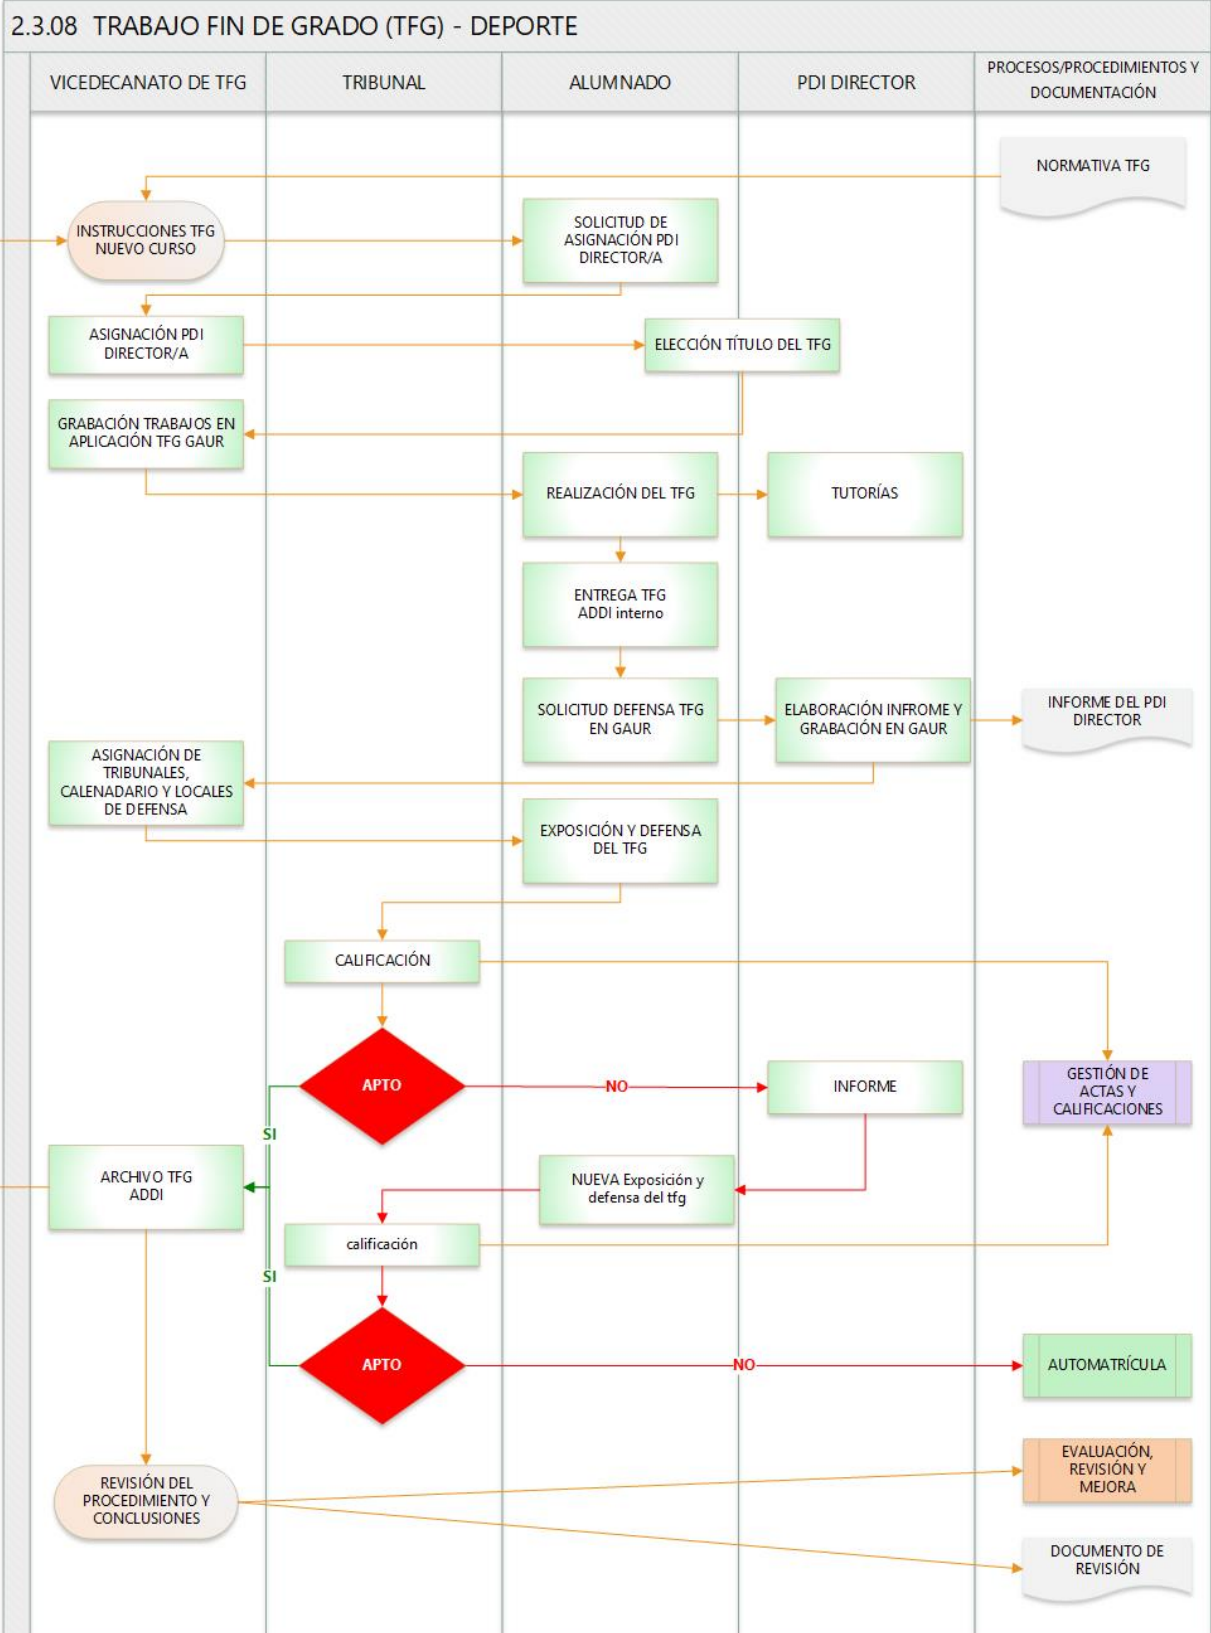 2.3.08 TRABAJO FIN DE GRADO (TFG) - DEPORTE
VICEDECANATO DE TFG
TRIBUNAL
ALUMNADO
PDI DIRECTOR
PROCESOS/PROCEDIMIENTOS Y
DOCUMENTACIÓN
NORMATIVA TFG
INSTRUCCIONES TFG
NUEVO CURSO
SOLICITUD DE
ASIGNACIÓN PDI
DIRECTOR/A
ASIGNACIÓN PDI
DIRECTOR/A
ELECCIÓN TÍTULO DEL TFG
GRABACIÓN TRABAJOS EN
APLICACIÓN TFG GAUR
REALIZACIÓN DEL TFG
TUTORÍAS
ENTREGA TFG
ADDI interno
SOLICITUD DEFENSA TFG
EN GAUR
ELABORACIÓN INFROME Y
GRABACIÓN EN GAUR
INFORME DEL PDI
DIRECTOR
ASIGNACIÓN DE
TRIBUNALES,
CALENADARIO Y LOCALES
DE DEFENSA
EXPOSICIÓN Y DEFENSA
DEL TFG
CALIFICACIÓN
APTO
NO
INFORME
GESTIÓN DE
ACTAS Y
CALIFICACIONES
SI
ARCHIVO TFG
ADDI
NUEVA Exposición y
defensa del tfg
calificación
SI
APTO
NO
AUTOMATRÍCULA
REVISIÓN DEL
PROCEDIMIENTO Y
CONCLUSIONES
EVALUACIÓN,
REVISIÓN Y
MEJORA
DOCUMENTO DE
REVISIÓN